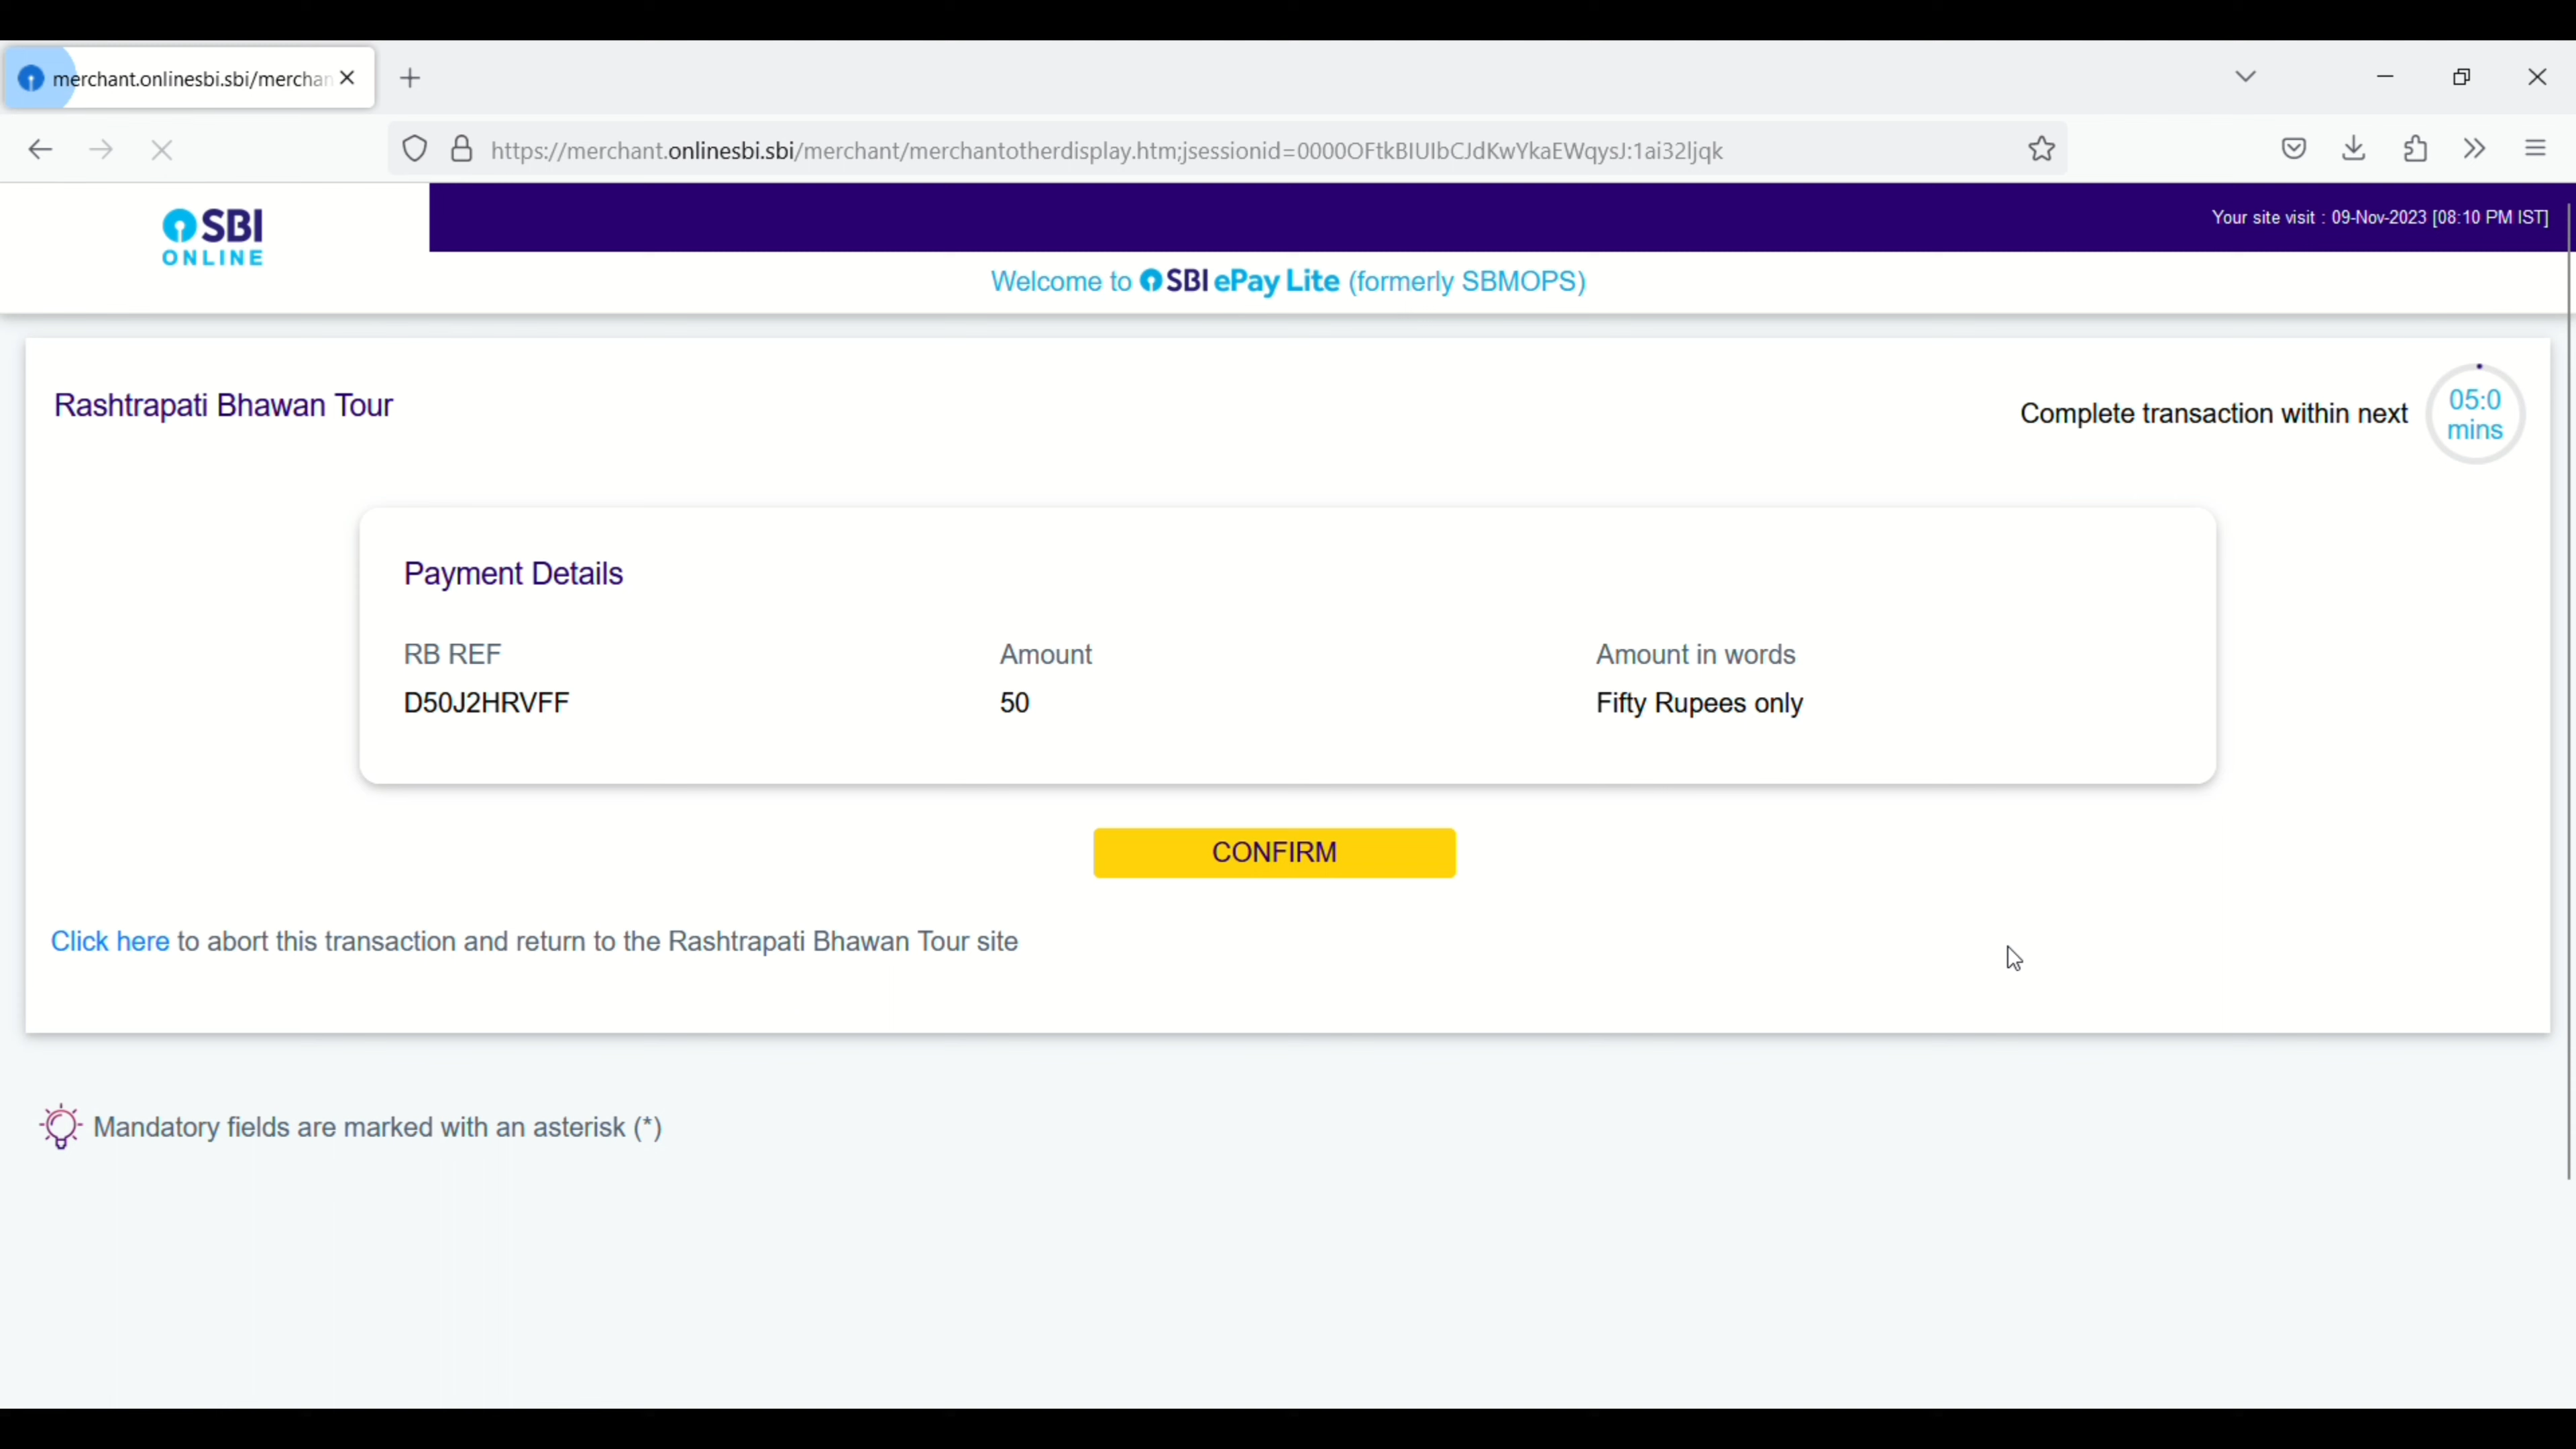 merchant.onlinesbi.sbi/merchan
https://merchant.onlinesbi.sbi/merchant/merchantotherdisplay.htm;jsessionid=0000OFtkBIUIbCJdKwYkaEWqysJ:1ai32ljqk
SBI
ONLINE
Your site visit : 09-Nov-2023 [08:10 PM IST]
Welcome to SBI ePay Lite (formerly SBMOPS)
Rashtrapati Bhawan Tour
Complete transaction within next
05:0
mins
Payment Details
RB REF Amount Amount in words
D50J2HRVFF 50 Fifty Rupees only
CONFIRM
Click here to abort this transaction and return to the Rashtrapati Bhawan Tour site
Mandatory fields are marked with an asterisk (*)